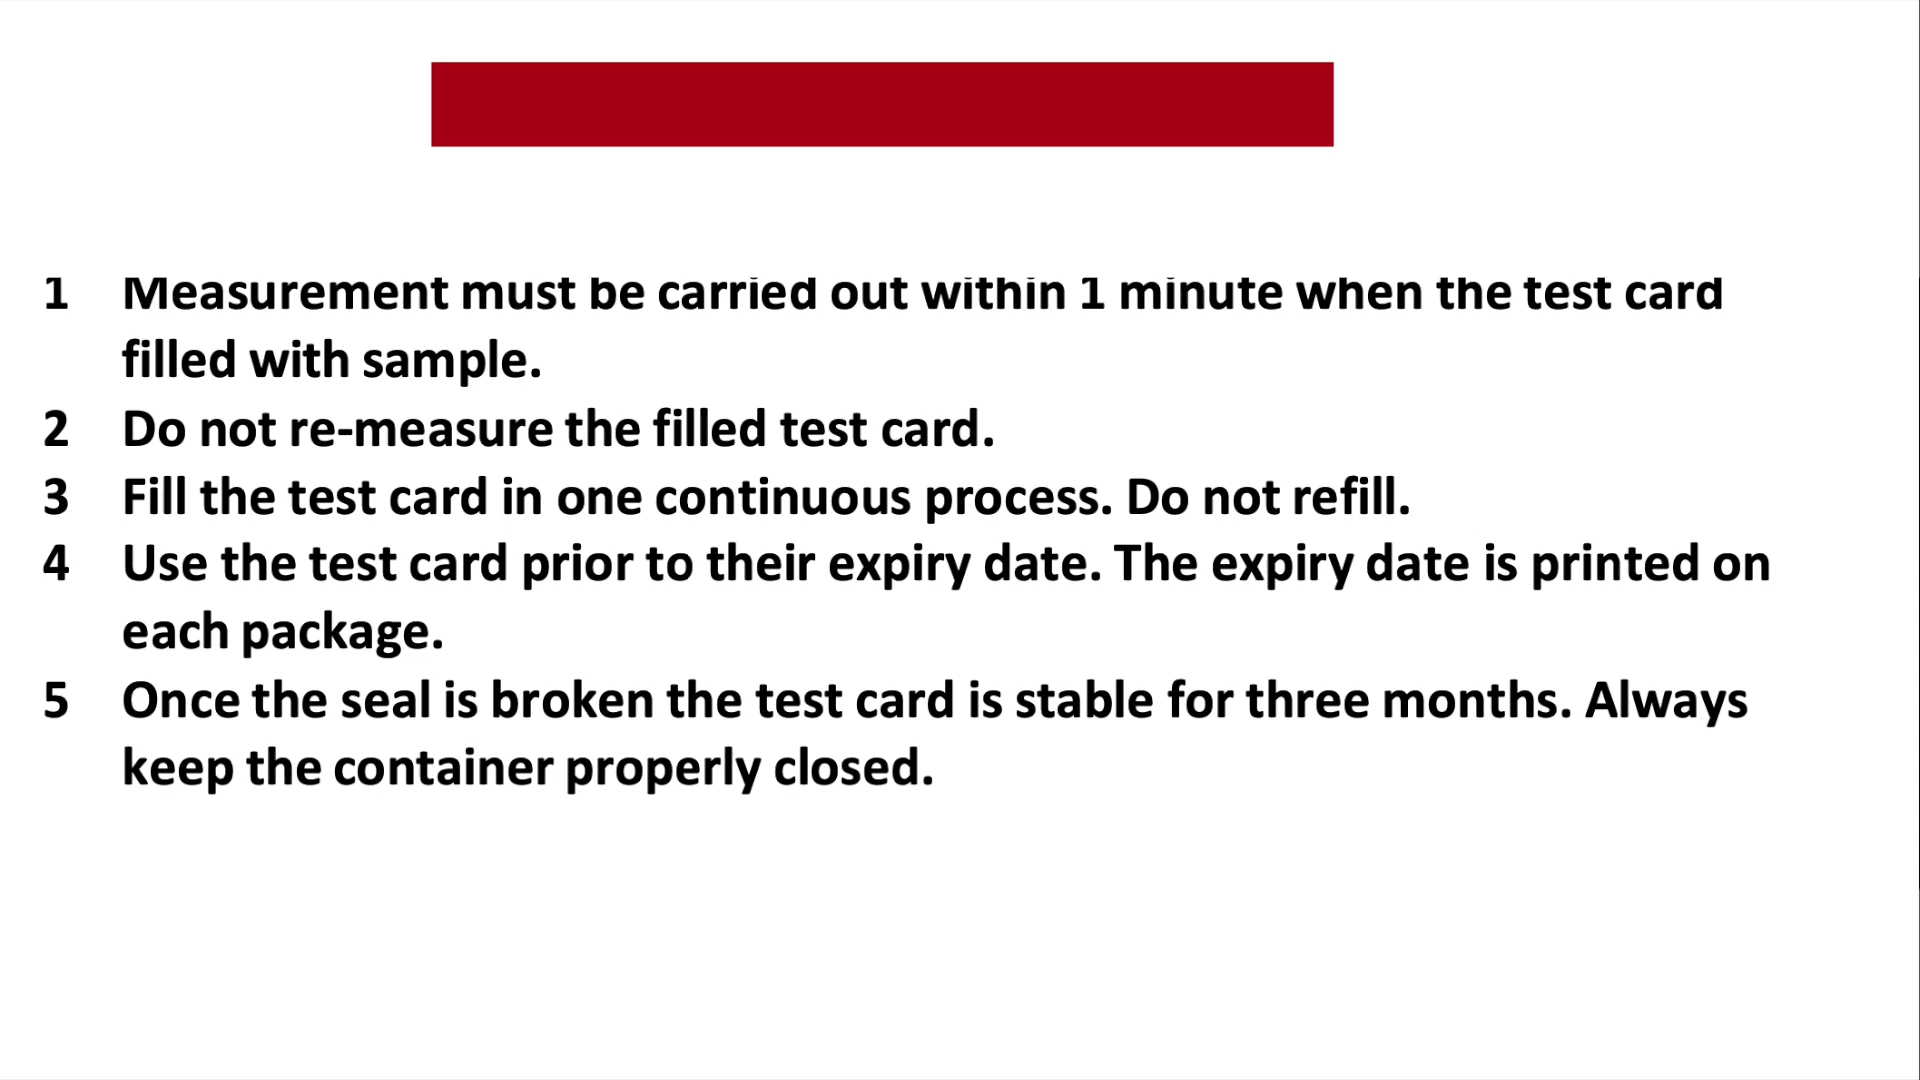 1 Measurement must be carried out within 1 minute when the test card
filled with sample.
2 Do not re-measure the filled test card.
3 Fill the test card in one continuous process. Do not refill.
4 Use the test card prior to their expiry date. The expiry date is printed on
each package.
5 Once the seal is broken the test card is stable for three months. Always
keep the container properly closed.